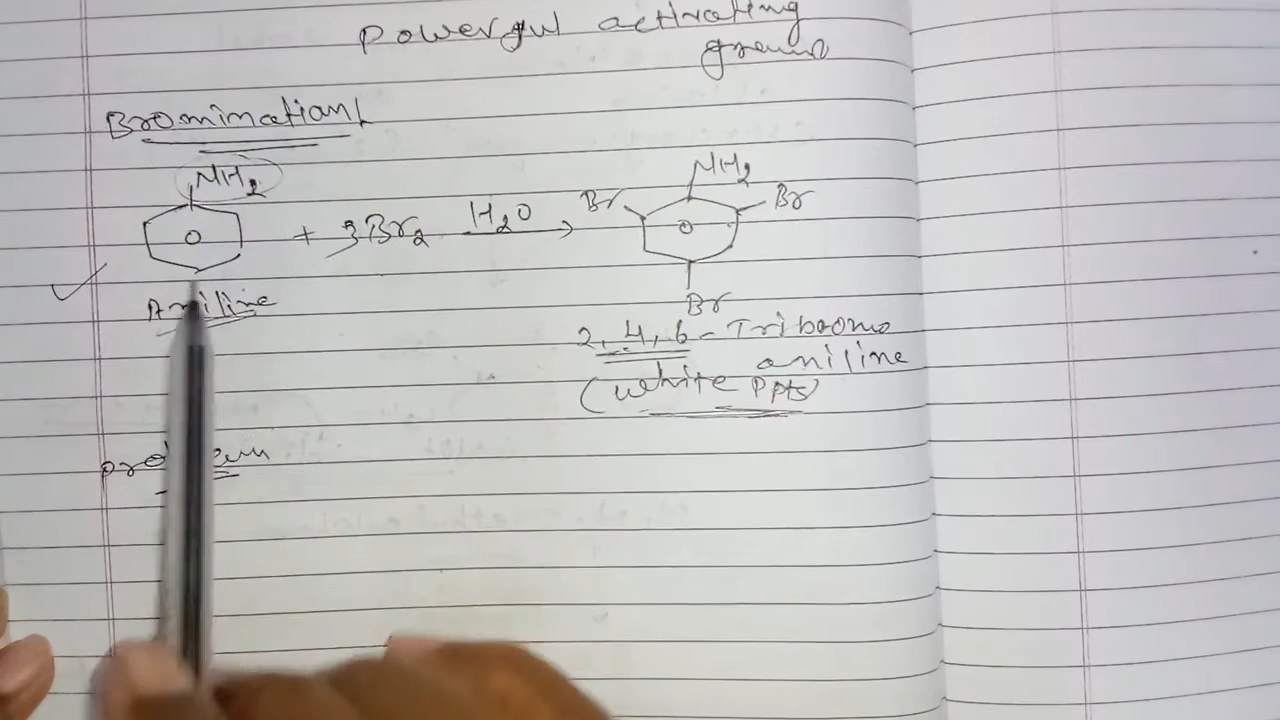 Powerful activating
group
Bromination
NH2
+ 3Br2 H2O
Aniline
NH2
Br
Br
Br
2, 4, 6 - Tribromo
aniline
(white ppts)